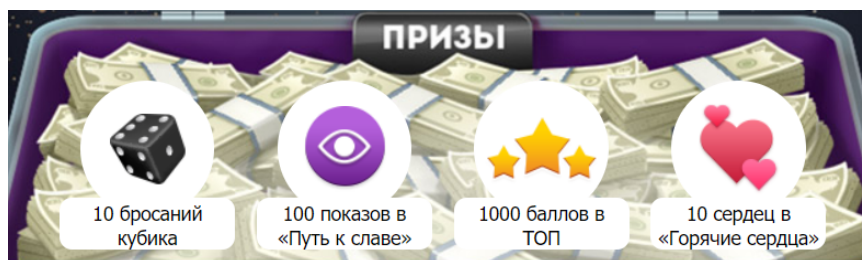 ПРИЗЫ
10 бросаний
кубика
100 показов в
«Путь к славе»
1000 баллов в
ТОП
10 сердец в
«Горячие сердца»